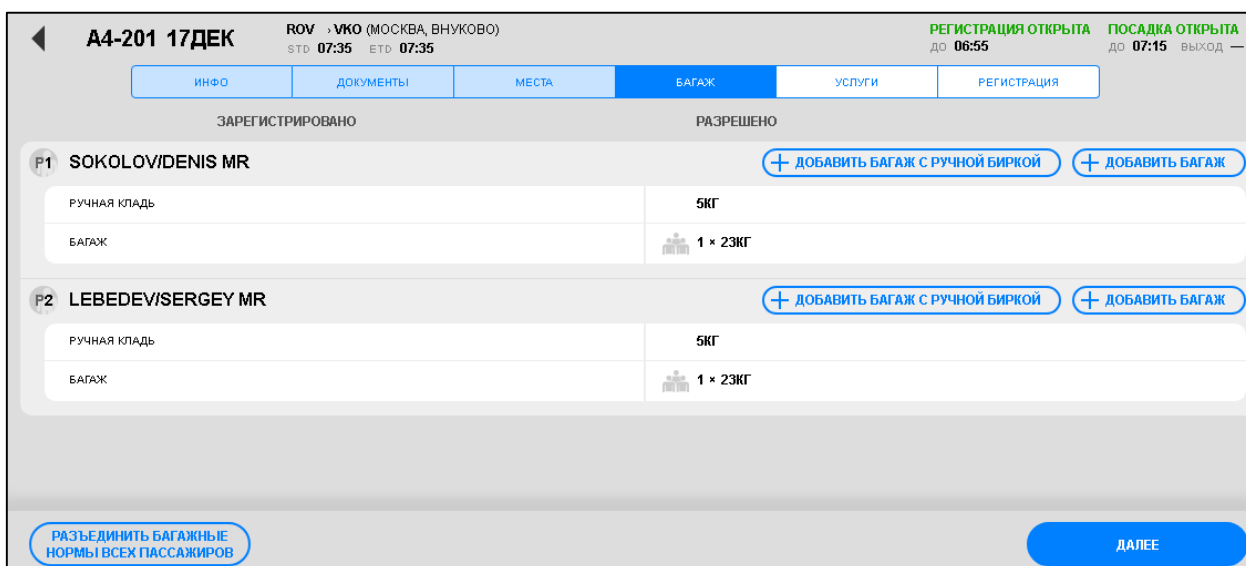 А4-201 17ДЕК
ROV › VKO (МОСКВА, ВНУКОВО)
STD 07:35 ETD 07:35
РЕГИСТРАЦИЯ ОТКРЫТА
ДО 06:55
ПОСАДКА ОТКРЫТА
ДО 07:15 ВЫХОД —
ИНФО ДОКУМЕНТЫ МЕСТА БАГАЖ УСЛУГИ РЕГИСТРАЦИЯ
ЗАРЕГИСТРИРОВАНО РАЗРЕШЕНО
P1 SOKOLOV/DENIS MR + ДОБАВИТЬ БАГАЖ С РУЧНОЙ БИРКОЙ + ДОБАВИТЬ БАГАЖ
РУЧНАЯ КЛАДЬ 5КГ
БАГАЖ 1 × 23КГ
P2 LEBEDEV/SERGEY MR + ДОБАВИТЬ БАГАЖ С РУЧНОЙ БИРКОЙ + ДОБАВИТЬ БАГАЖ
РУЧНАЯ КЛАДЬ 5КГ
БАГАЖ 1 × 23КГ
РАЗЪЕДИНИТЬ БАГАЖНЫЕ
НОРМЫ ВСЕХ ПАССАЖИРОВ
ДАЛЕЕ